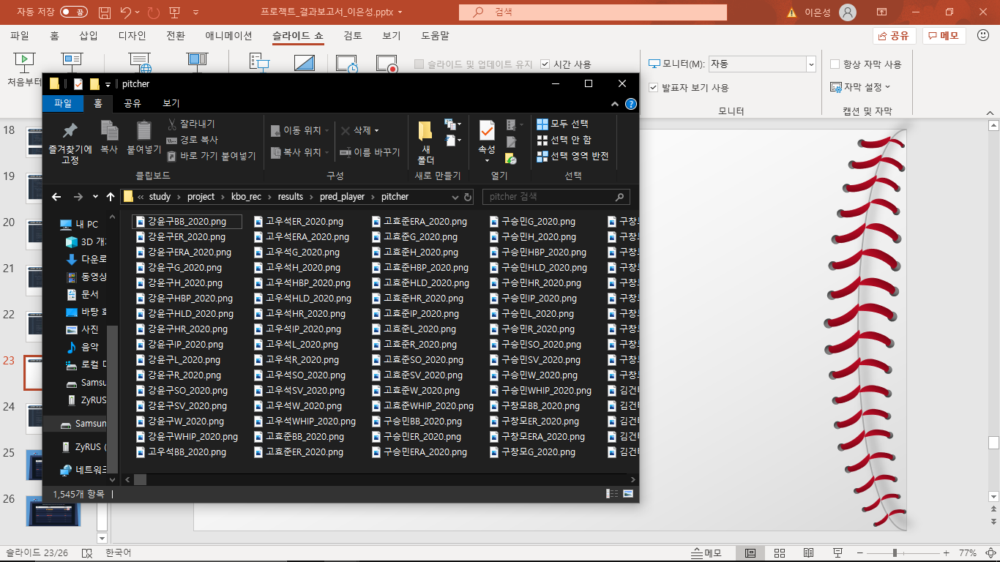 자동 저장 끔 프로젝트_결과보고서_이은성.pptx 검색 이은성
파일 홈 삽입 디자인 전환 애니메이션 슬라이드 쇼 검토 보기 도움말 공유 메모
처음부터 슬라이드 및 업데이트 유지 시간 사용 모니터(M): 자동 항상 자막 사용
발표자 보기 사용 자막 설정
모니터 캡션 및 자막
pitcher
파일 홈 공유 보기
즐겨찾기에 고정 복사 붙여넣기 잘라내기 이동 위치 삭제 새 폴더 속성 모두 선택
경로 복사 선택 안 함
바로 가기 붙여넣기 복사 위치 이름 바꾸기 선택 영역 반전
클립보드 구성 새로 만들기 열기 선택
« study project kbo_rec results pred_player pitcher pitcher 검색
내 PC
3D 개
다운로
동영상
문서
바탕 화
사진
음악
로컬 디
Samsu
ZyRUS
Samsun
ZyRUS (
네트워크
강윤구BB_2020.png 고우석ER_2020.png 고효준ERA_2020.png 구승민G_2020.png 구창모
강윤구ER_2020.png 고우석ERA_2020.png 고효준G_2020.png 구승민H_2020.png 구창모
강윤구ERA_2020.png 고우석G_2020.png 고효준H_2020.png 구승민HBP_2020.png 구창모
강윤구G_2020.png 고우석H_2020.png 고효준HBP_2020.png 구승민HLD_2020.png 구창모
강윤구H_2020.png 고우석HBP_2020.png 고효준HLD_2020.png 구승민HR_2020.png 구창모
강윤구HBP_2020.png 고우석HLD_2020.png 고효준HR_2020.png 구승민IP_2020.png 구창모
강윤구HLD_2020.png 고우석HR_2020.png 고효준IP_2020.png 구승민L_2020.png 구창모
강윤구HR_2020.png 고우석IP_2020.png 고효준L_2020.png 구승민R_2020.png 구창모
강윤구IP_2020.png 고우석L_2020.png 고효준R_2020.png 구승민SO_2020.png 구창모
강윤구L_2020.png 고우석R_2020.png 고효준SO_2020.png 구승민SV_2020.png 구창모
강윤구R_2020.png 고우석SO_2020.png 고효준SV_2020.png 구승민W_2020.png 구창모
강윤구SO_2020.png 고우석SV_2020.png 고효준W_2020.png 구승민WHIP_2020.png 김건태
강윤구SV_2020.png 고우석W_2020.png 고효준WHIP_2020.png 구창모BB_2020.png 김건태
강윤구W_2020.png 고우석WHIP_2020.png 구승민BB_2020.png 구창모ER_2020.png 김건태
강윤구WHIP_2020.png 고효준BB_2020.png 구승민ER_2020.png 구창모ERA_2020.png 김건태
고우석BB_2020.png 고효준ER_2020.png 구승민ERA_2020.png 구창모G_2020.png 김건태
1,545개 항목
18
19
20
21
22
23
24
25
26
슬라이드 23/26 한국어 메모 77%